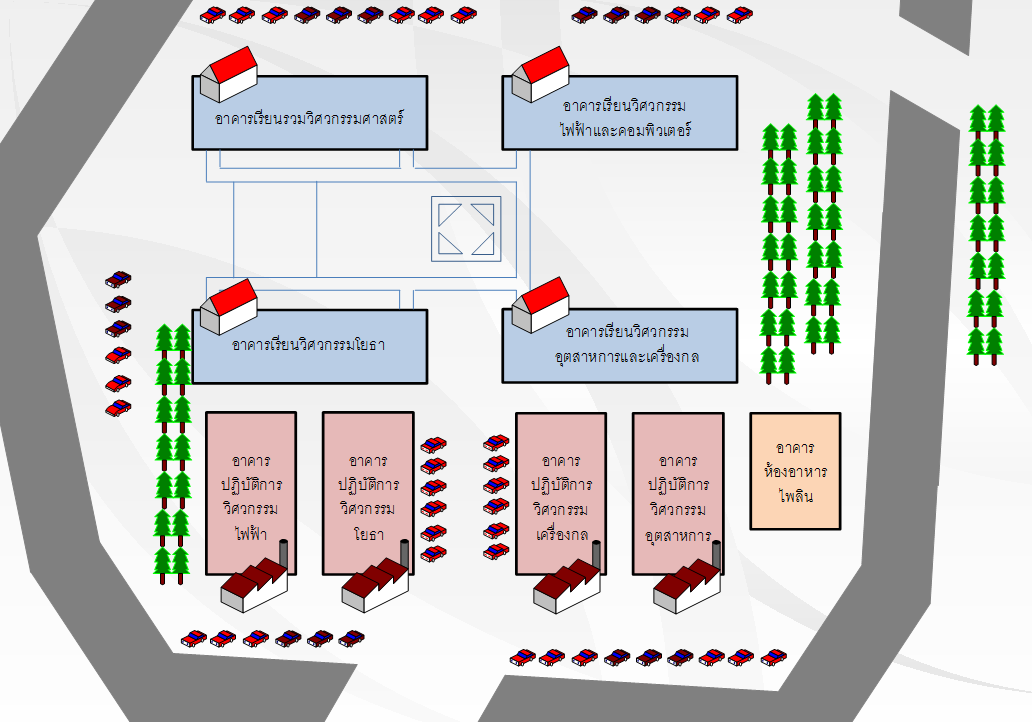 อาคารเรียนรวมวิศวกรรมศาสตร์
อาคารเรียนวิศวกรรม
ไฟฟ้าและคอมพิวเตอร์
อาคารเรียนวิศวกรรมโยธา
อาคารเรียนวิศวกรรม
อุตสาหการและเครื่องกล
อาคาร
ปฏิบัติการ
วิศวกรรม
ไฟฟ้า
อาคาร
ปฏิบัติการ
วิศวกรรม
โยธา
อาคาร
ปฏิบัติการ
วิศวกรรม
เครื่องกล
อาคาร
ปฏิบัติการ
วิศวกรรม
อุตสาหการ
อาคาร
ห้องอาหาร
ไพลิน